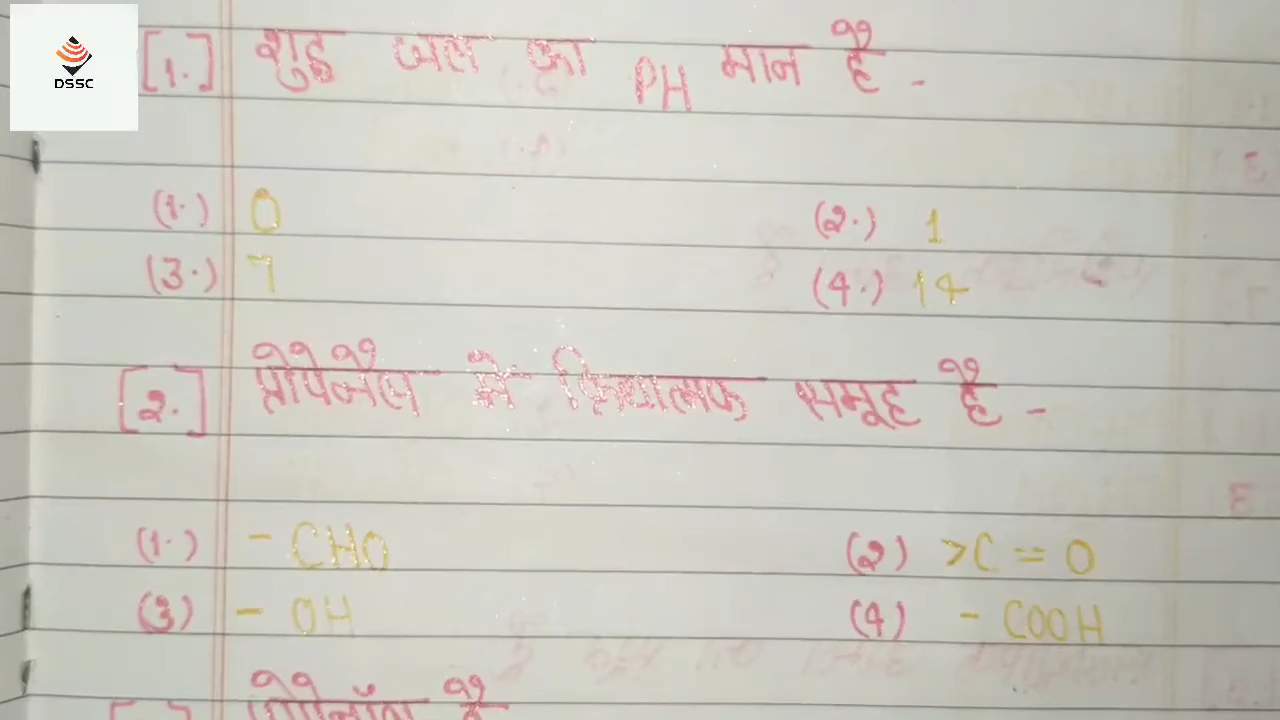 DSSC
[1.] शुद्ध जल का PH मान है -
(1.) 0 (2.) 1
(3.) 7 (4.) 14
[2.] प्रोपेनैल में क्रियात्मक समूह है -
(1.) - CHO (2) >C = O
(3) - OH (4) - COOH